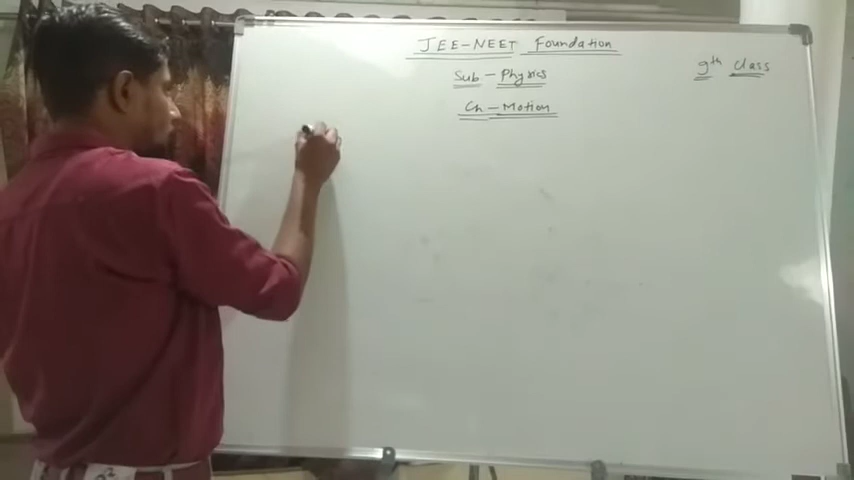 JEE-NEET Foundation
9th Class
Sub - Physics
Ch - Motion